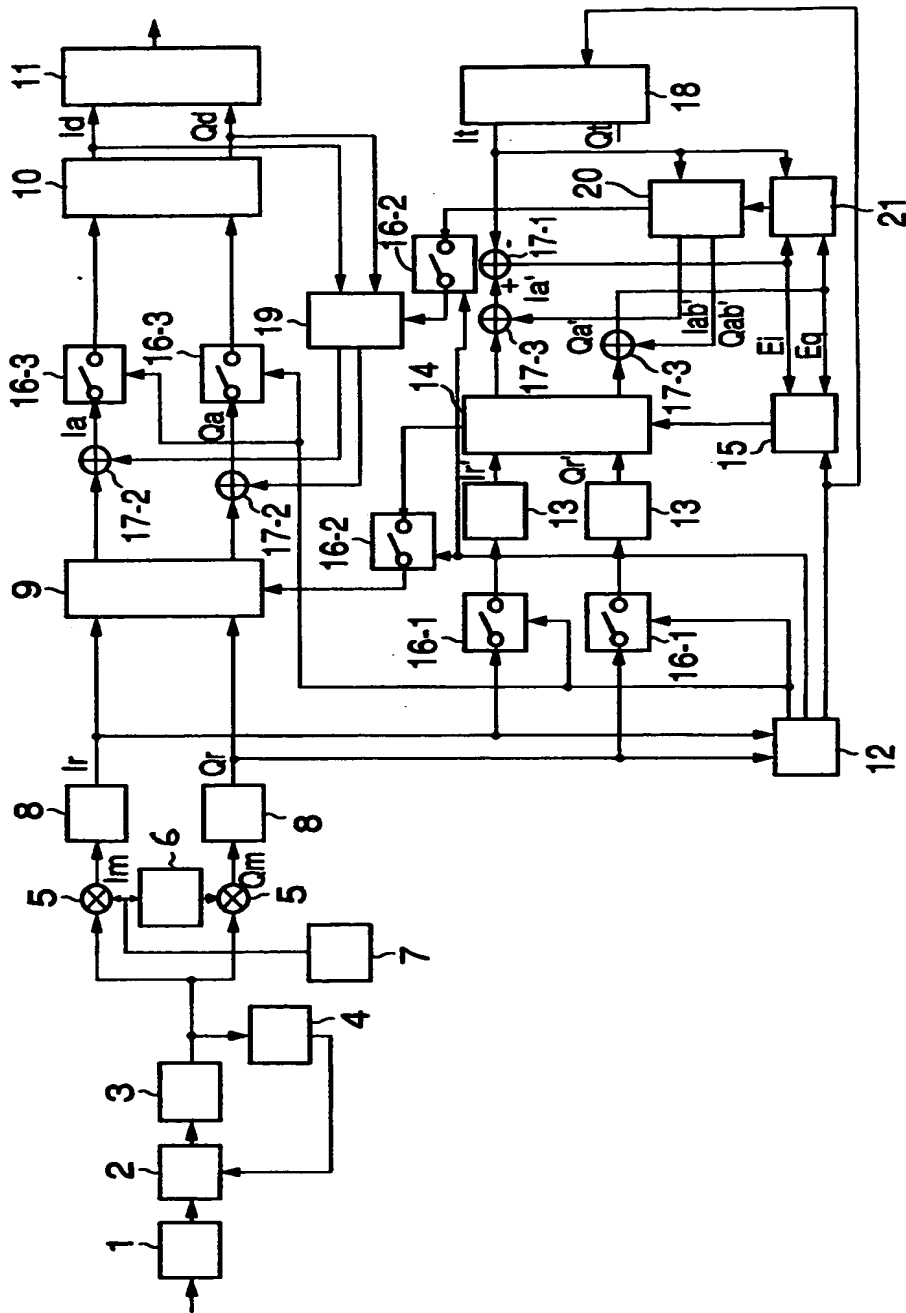 1
2
3
4
5
5
Im
6
Qm
7
8
8
Ir
Qr
9
17-2
17-2
Ia
Qa
16-3
16-3
10
Id
Qd
11
19
16-2
16-2
12
16-1
16-1
13
13
Ir'
Qr'
14
15
17-3
17-3
Qa'
Ia'
+
-
17-1
Iab'
Qab'
Ei
Eq
20
21
It
Qt
18